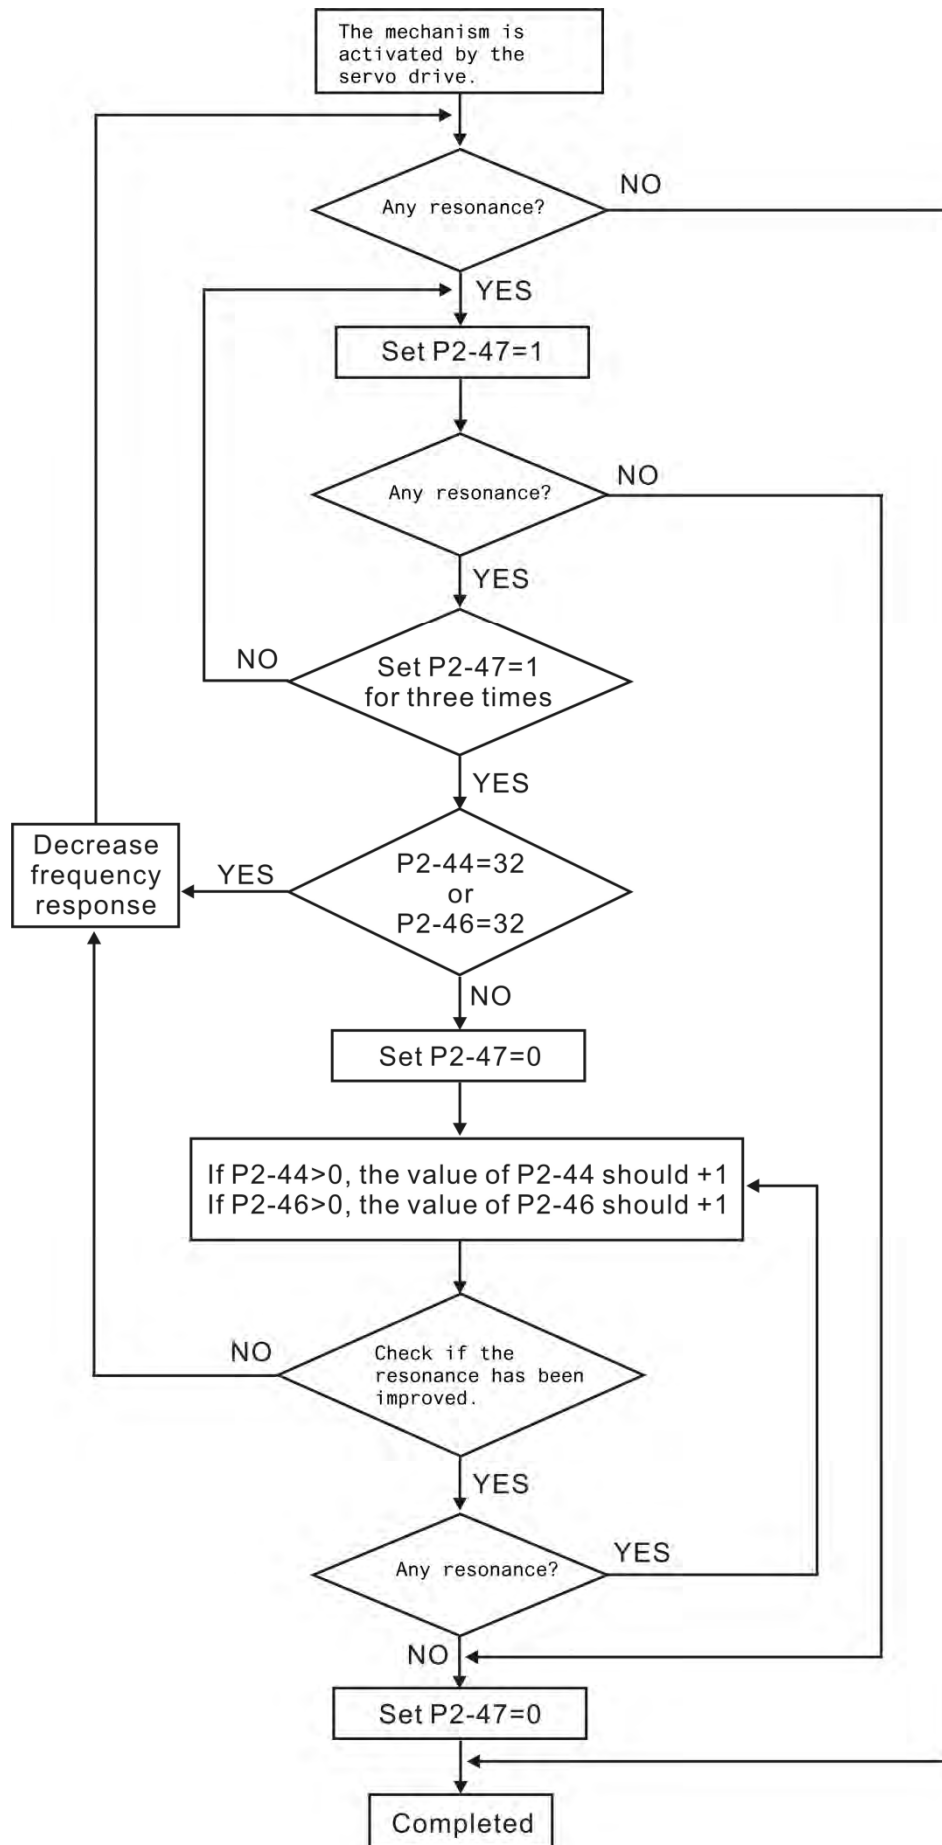 The mechanism is
activated by the
servo drive.
Any resonance?
NO
YES
Set P2-47=1
Any resonance?
NO
YES
Set P2-47=1
for three times
NO
YES
P2-44=32
or
P2-46=32
YES
Decrease
frequency
response
NO
Set P2-47=0
If P2-44>0, the value of P2-44 should +1
If P2-46>0, the value of P2-46 should +1
Check if the
resonance has been
improved.
NO
YES
Any resonance?
YES
NO
Set P2-47=0
Completed